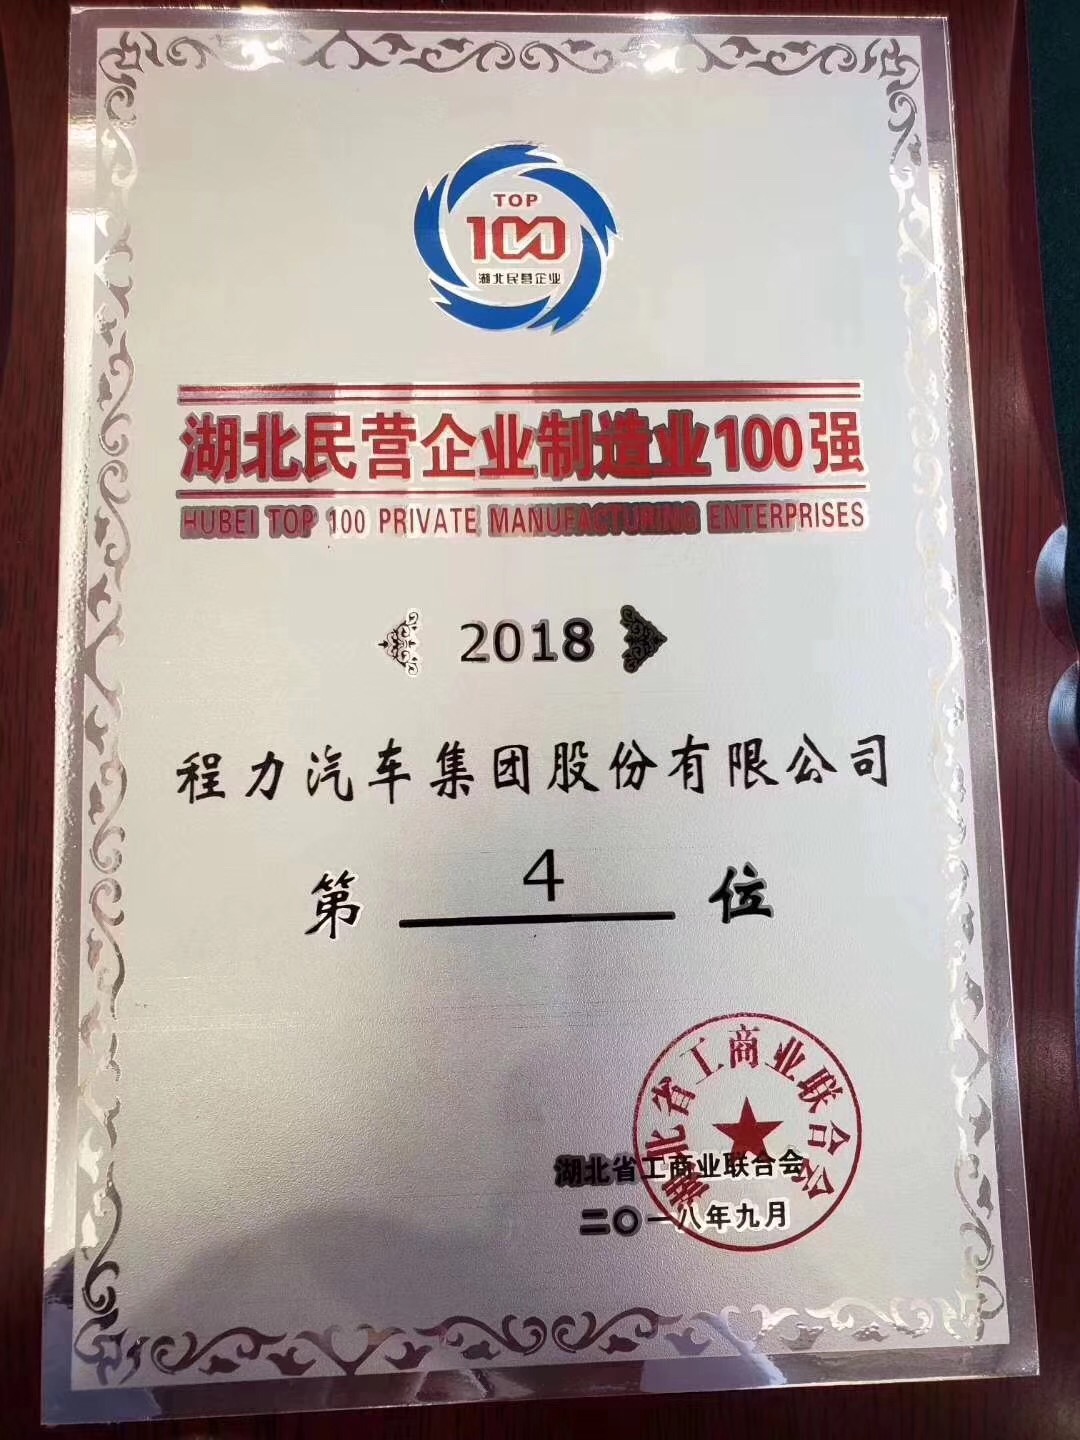 TOP
100
湖北民营企业
湖北民营企业制造业100强
HUBEI TOP 100 PRIVATE MANUFACTURING ENTERPRISES
2018
程力汽车集团股份有限公司
第 4 位
湖北省工商业联合会
湖北省工商业联合会
二〇一八年九月